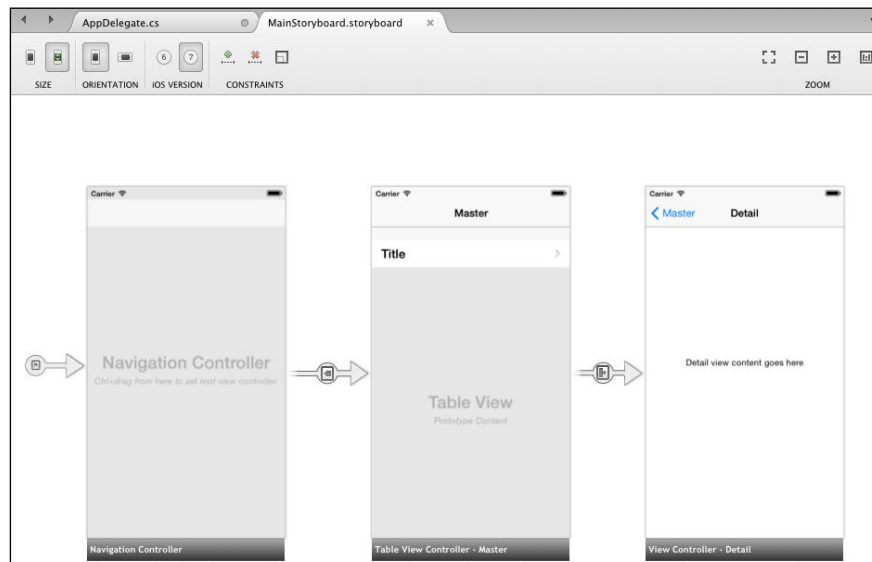 AppDelegate.cs
MainStoryboard.storyboard
6 7
SIZE ORIENTATION iOS VERSION CONSTRAINTS ZOOM
Carrier
Navigation Controller
Ctrl+drag from here to set root view controller.
Navigation Controller
Carrier
Master
Title
Table View
Prototype Content
Table View Controller - Master
Carrier
Master Detail
Detail view content goes here
View Controller - Detail